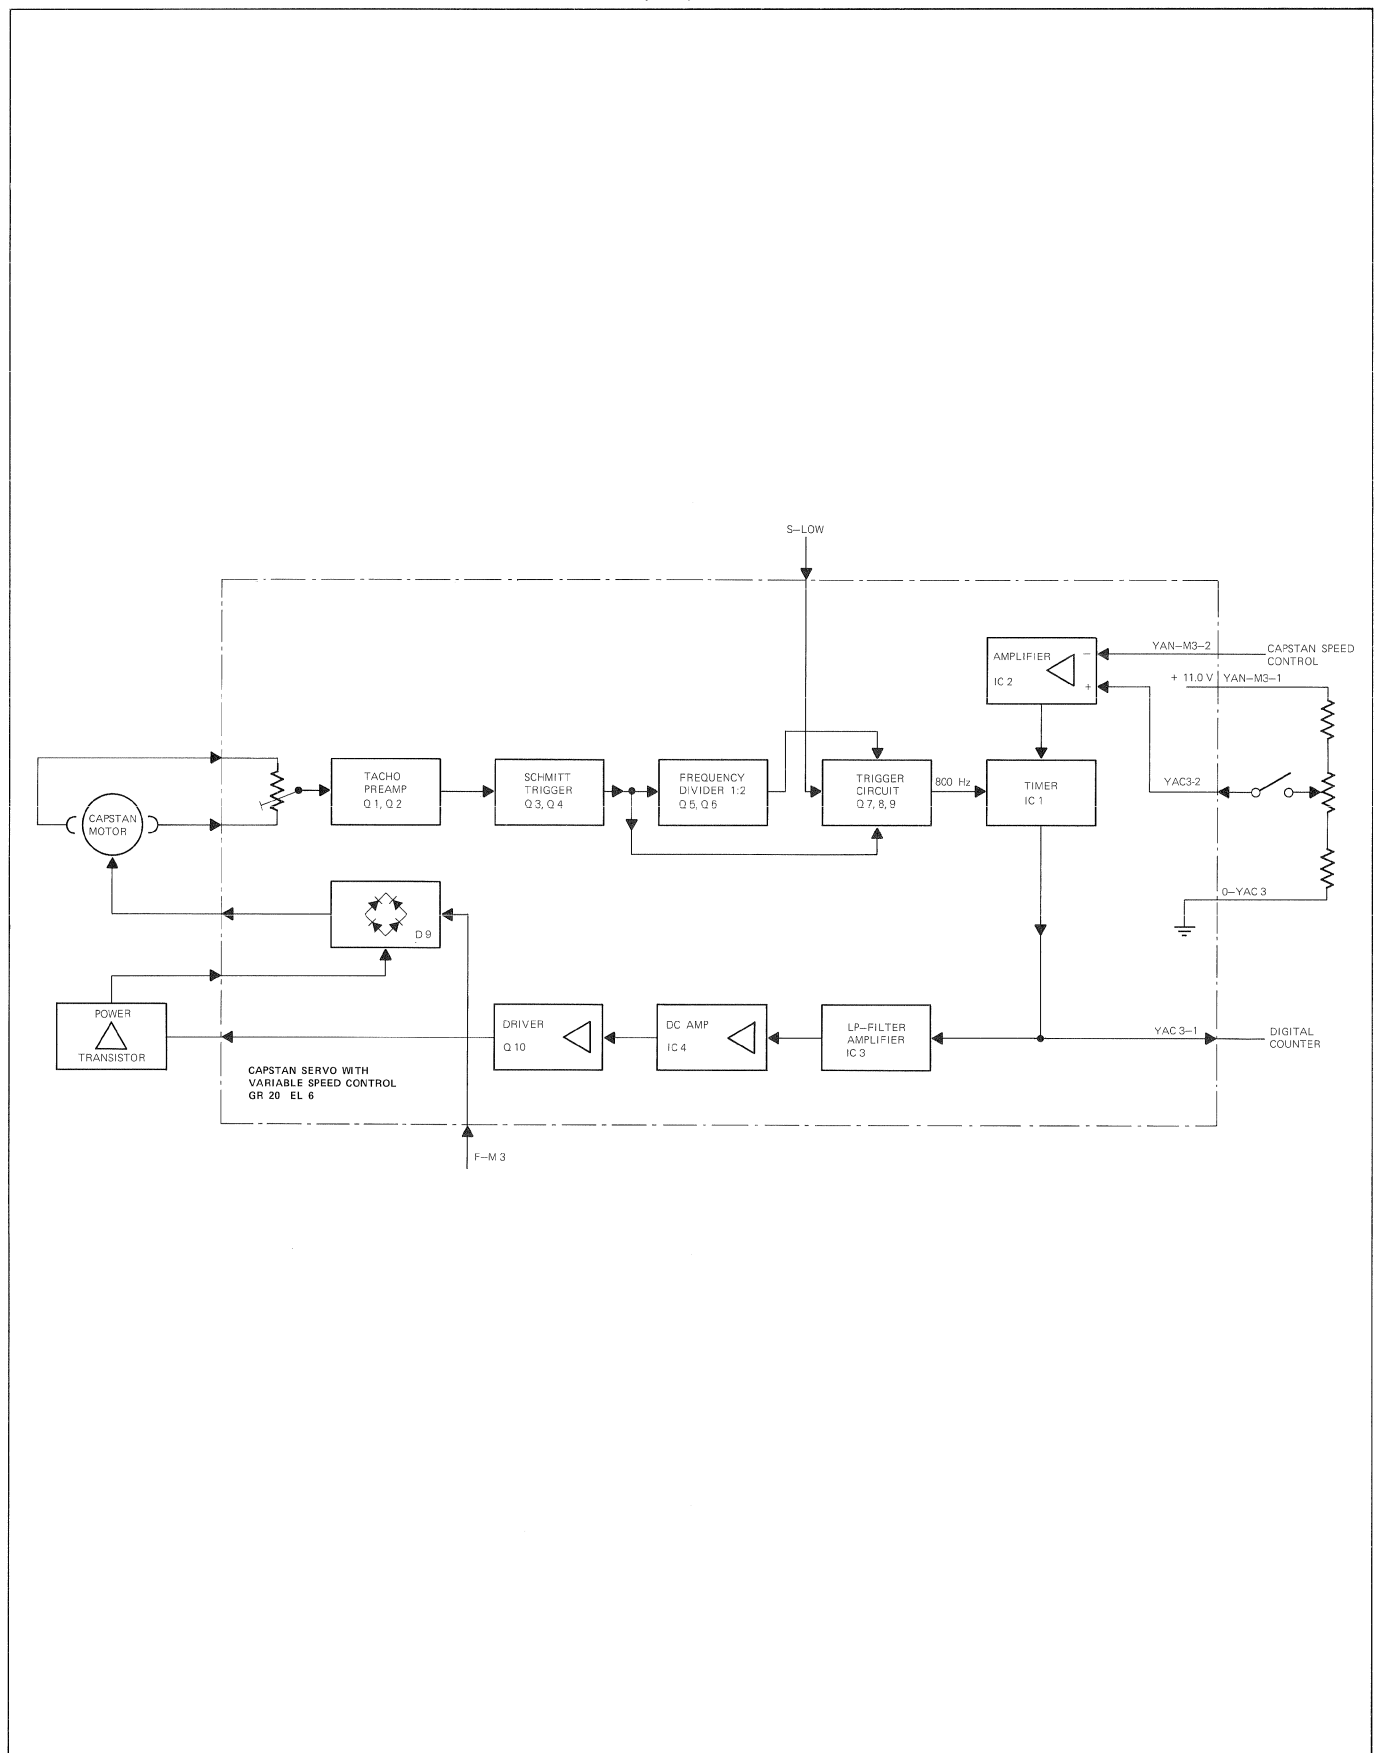 S–LOW
AMPLIFIER
IC 2
–
+
YAN–M3–2
CAPSTAN SPEED
CONTROL
+ 11.0 V
YAN–M3–1
CAPSTAN
MOTOR
TACHO
PREAMP
Q 1, Q 2
SCHMITT
TRIGGER
Q 3, Q 4
FREQUENCY
DIVIDER 1:2
Q 5, Q 6
TRIGGER
CIRCUIT
Q 7, 8, 9
800 Hz
TIMER
IC 1
YAC3-2
D 9
0–YAC 3
POWER
TRANSISTOR
DRIVER
Q 10
DC AMP
IC 4
LP–FILTER
AMPLIFIER
IC 3
YAC 3–1
DIGITAL
COUNTER
CAPSTAN SERVO WITH
VARIABLE SPEED CONTROL
GR 20 EL 6
F–M 3